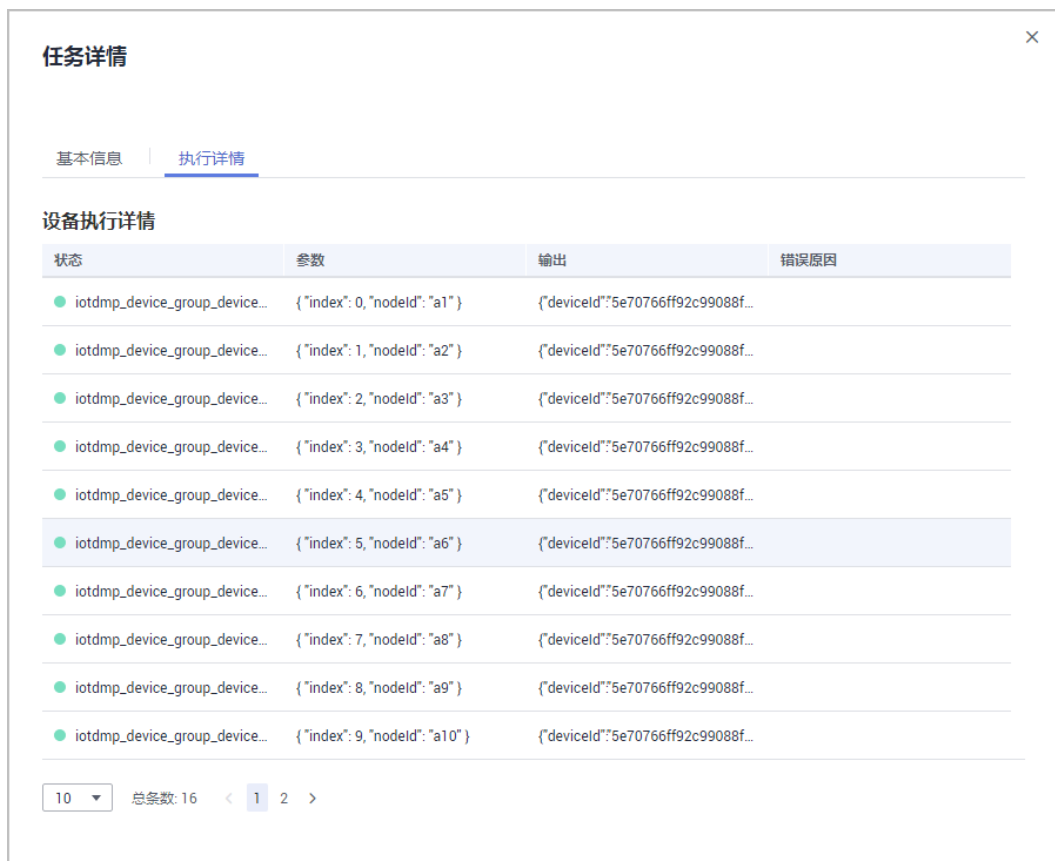 任务详情
基本信息 执行详情
设备执行详情
状态 参数 输出 错误原因
iotdmp_device_group_device... { "index": 0, "nodeId": "a1" } {"deviceId":"5e70766ff92c99088f...
iotdmp_device_group_device... { "index": 1, "nodeId": "a2" } {"deviceId":"5e70766ff92c99088f...
iotdmp_device_group_device... { "index": 2, "nodeId": "a3" } {"deviceId":"5e70766ff92c99088f...
iotdmp_device_group_device... { "index": 3, "nodeId": "a4" } {"deviceId":"5e70766ff92c99088f...
iotdmp_device_group_device... { "index": 4, "nodeId": "a5" } {"deviceId":"5e70766ff92c99088f...
iotdmp_device_group_device... { "index": 5, "nodeId": "a6" } {"deviceId":"5e70766ff92c99088f...
iotdmp_device_group_device... { "index": 6, "nodeId": "a7" } {"deviceId":"5e70766ff92c99088f...
iotdmp_device_group_device... { "index": 7, "nodeId": "a8" } {"deviceId":"5e70766ff92c99088f...
iotdmp_device_group_device... { "index": 8, "nodeId": "a9" } {"deviceId":"5e70766ff92c99088f...
iotdmp_device_group_device... { "index": 9, "nodeId": "a10" } {"deviceId":"5e70766ff92c99088f...
10 总条数: 16 < 1 2 >